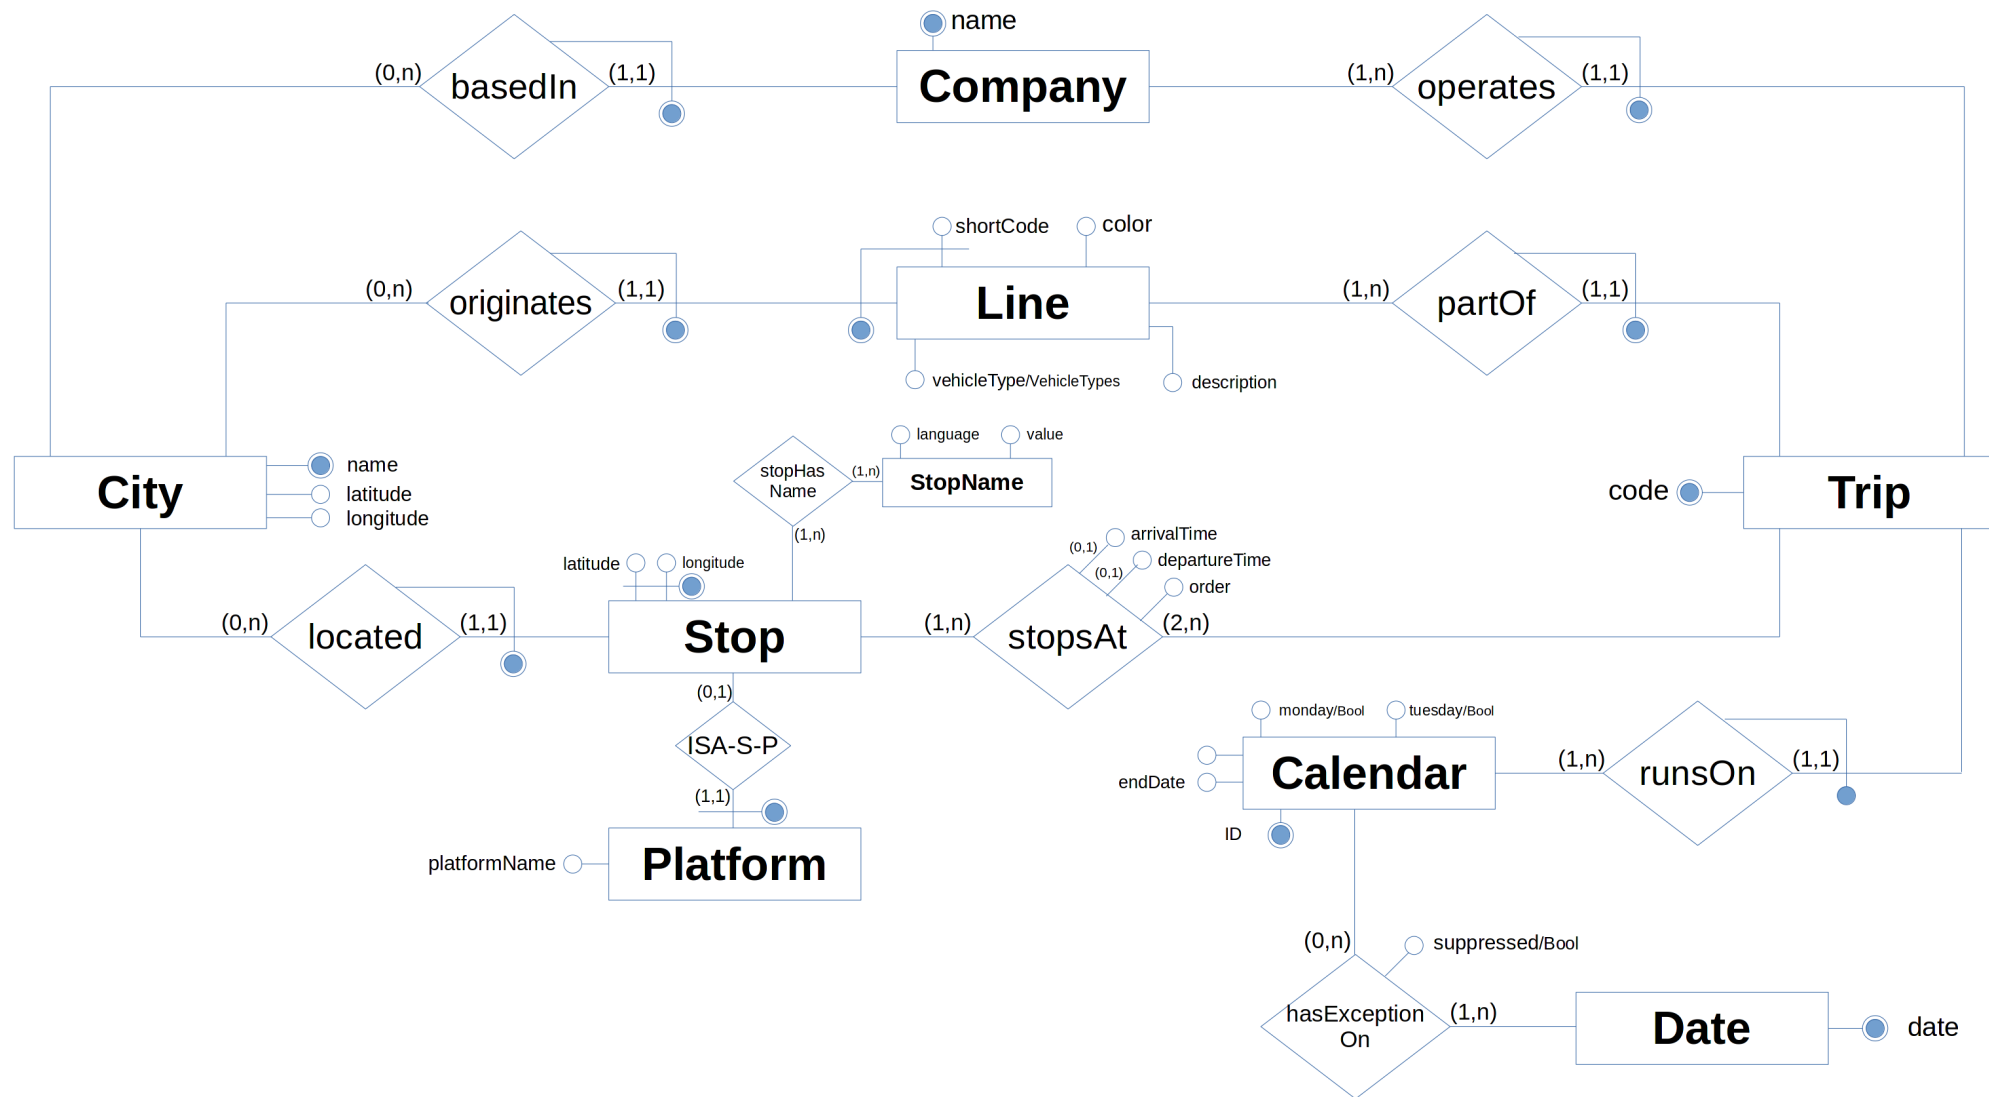 name
(0,n)
basedIn
(1,1)
Company
(1,n)
operates
(1,1)
shortCode
color
(0,n)
originates
(1,1)
Line
(1,n)
partOf
(1,1)
vehicleType/VehicleTypes
description
City
name
latitude
longitude
stopHas
Name
(1,n)
language
value
StopName
(1,n)
code
Trip
latitude
longitude
(0,1)
arrivalTime
(0,1)
departureTime
order
(0,n)
located
(1,1)
Stop
(1,n)
stopsAt
(2,n)
(0,1)
ISA-S-P
(1,1)
platformName
Platform
monday/Bool
tuesday/Bool
endDate
Calendar
ID
(1,n)
runsOn
(1,1)
(0,n)
suppressed/Bool
hasException
On
(1,n)
Date
date